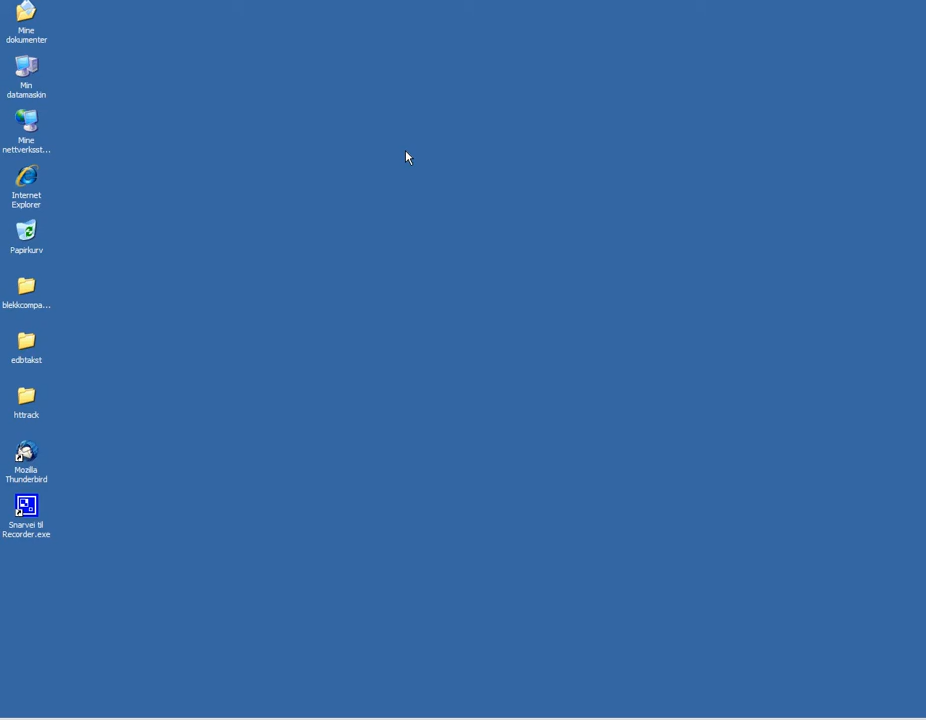 Mine
dokumenter
Min
datamaskin
Mine
nettverksst...
Internet
Explorer
Papirkurv
blekkcompa...
edbtakst
httrack
Mozilla
Thunderbird
Snarvei til
Recorder.exe